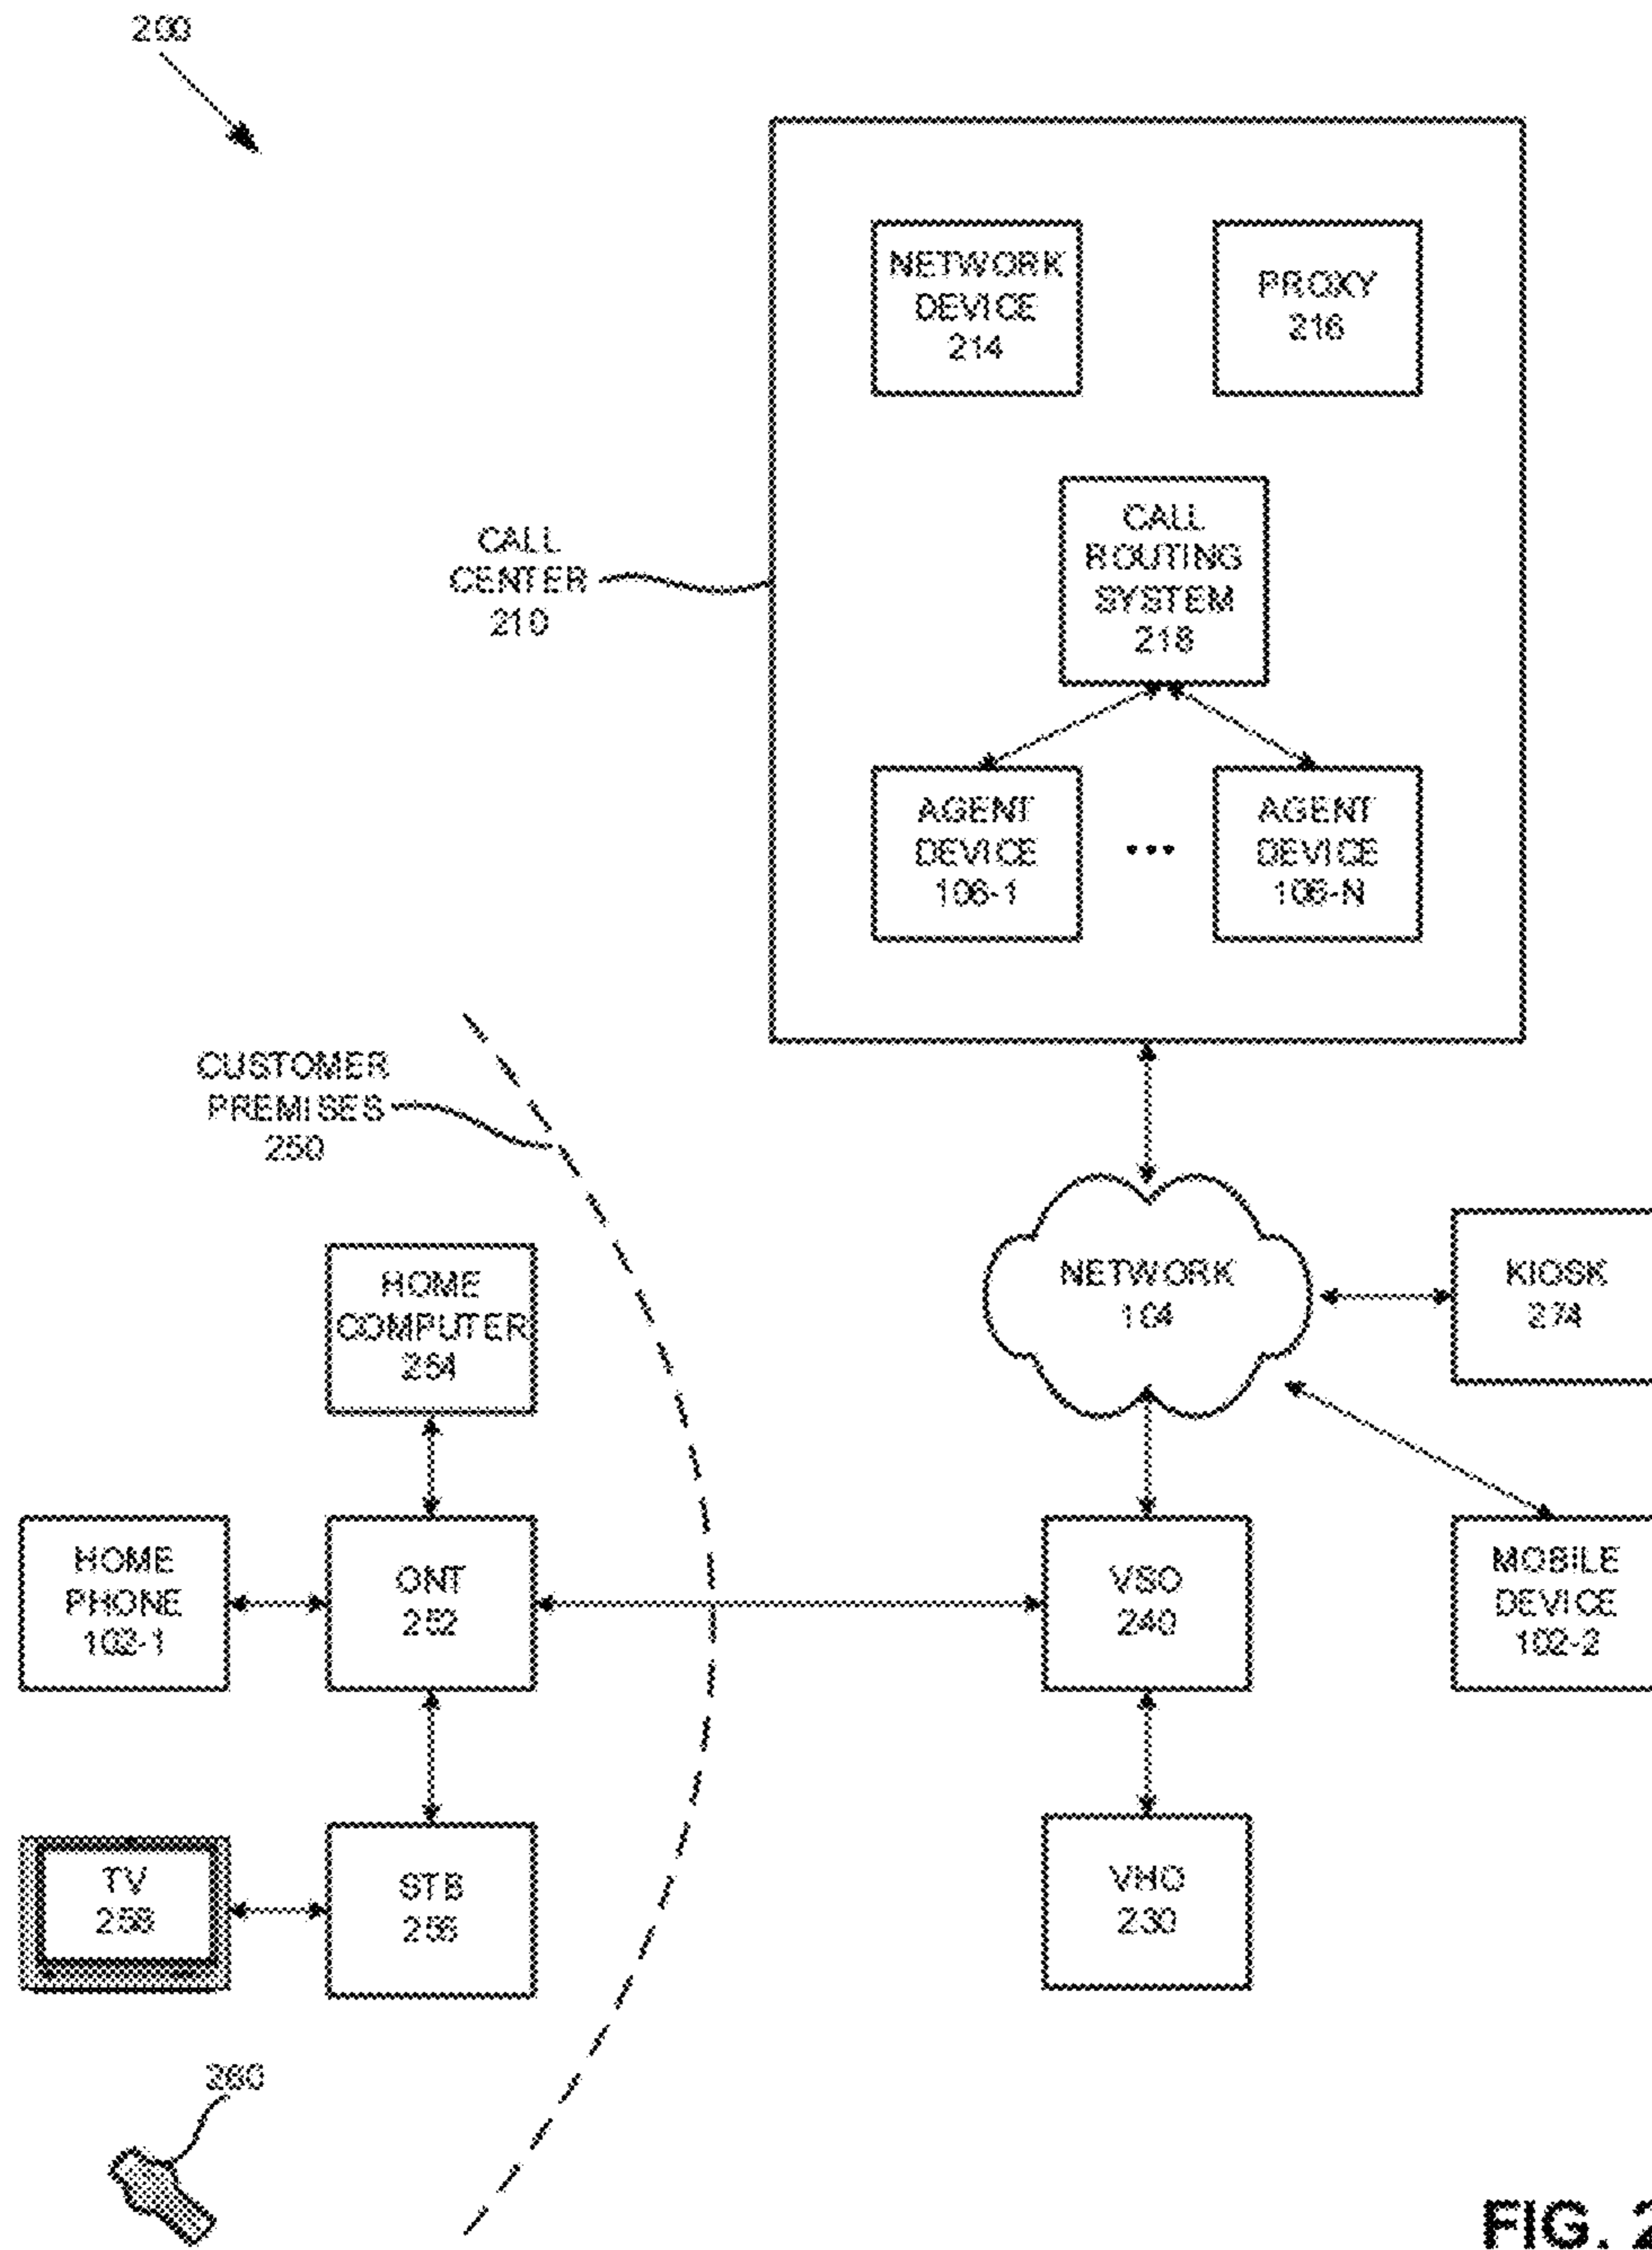 200
NETWORK
DEVICE
214
PROXY
216
CALL
ROUTING
SYSTEM
218
CALL
CENTER
210
AGENT
DEVICE
106-1
•••
AGENT
DEVICE
106-N
CUSTOMER
PREMISES
250
NETWORK
104
KIOSK
274
HOME
COMPUTER
254
HOME
PHONE
102-1
ONT
252
VSO
240
MOBILE
DEVICE
102-2
TV
258
STB
256
VHO
230
260
FIG. 2